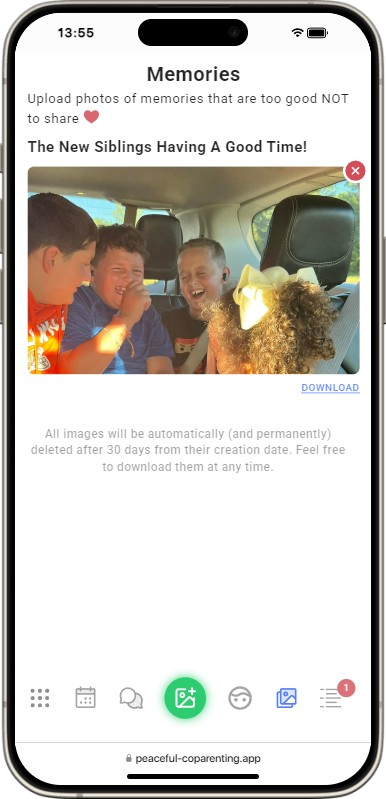 13:55
Memories
Upload photos of memories that are too good NOT
to share ❤️
The New Siblings Having A Good Time!
DOWNLOAD
All images will be automatically (and permanently)
deleted after 30 days from their creation date. Feel free
to download them at any time.
1
peaceful-coparenting.app